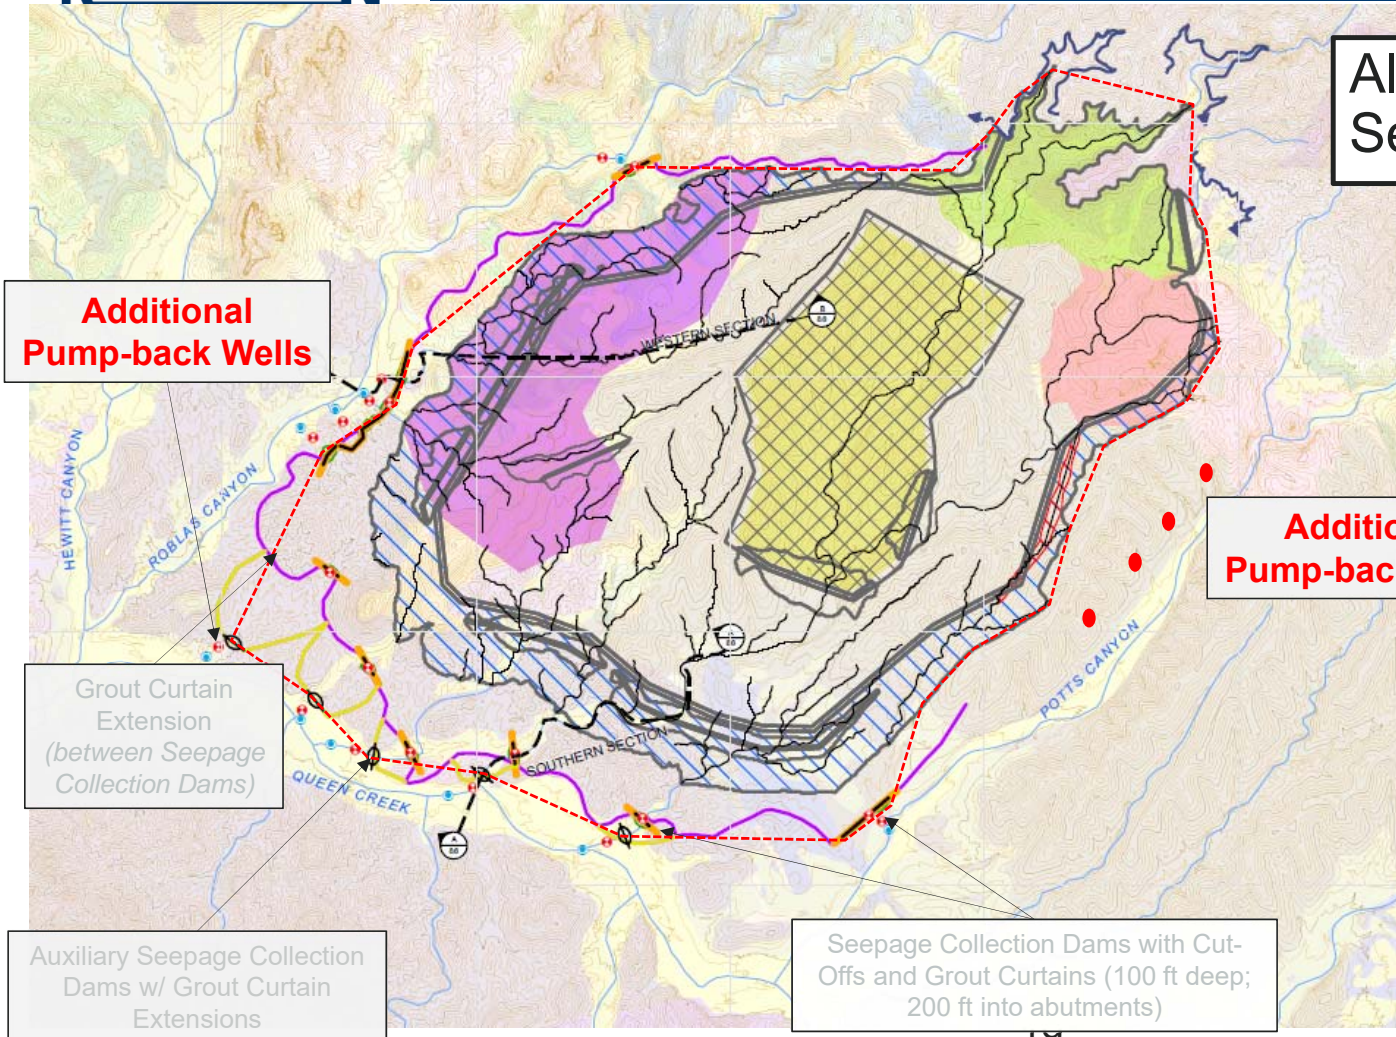 Additional
Pump-back Wells
WESTERN SECTION
HEWITT CANYON
ROBLAS CANYON
Pump-bac
POTTS CANYON
Grout Curtain
Extension
(between Seepage
Collection Dams)
SOUTHERN SECTION
QUEEN CREEK
A
Auxiliary Seepage Collection
Dams w/ Grout Curtain
Extensions
Seepage Collection Dams with Cut-
Offs and Grout Curtains (100 ft deep;
200 ft into abutments)